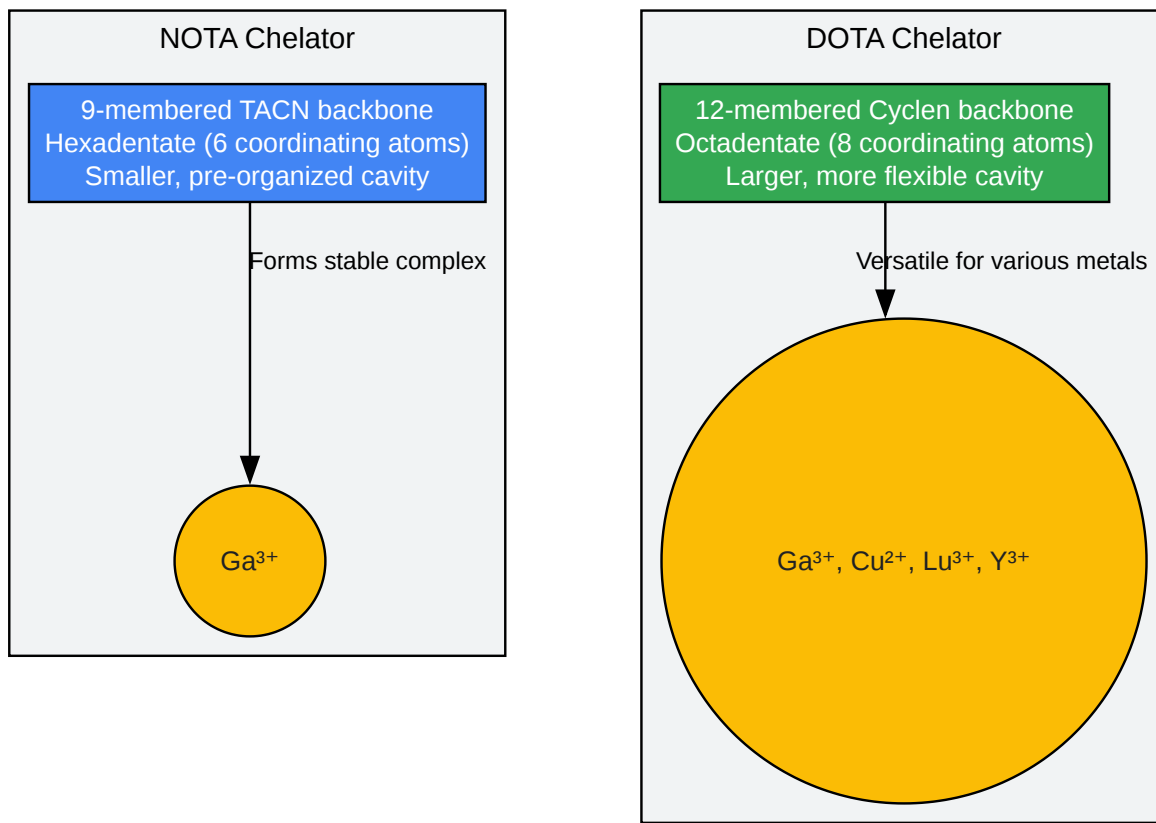 NOTA Chelator
9-membered TACN backbone
Hexadentate (6 coordinating atoms)
Smaller, pre-organized cavity
Forms stable complex
Ga³⁺
DOTA Chelator
12-membered Cyclen backbone
Octadentate (8 coordinating atoms)
Larger, more flexible cavity
Versatile for various metals
Ga³⁺, Cu²⁺, Lu³⁺, Y³⁺